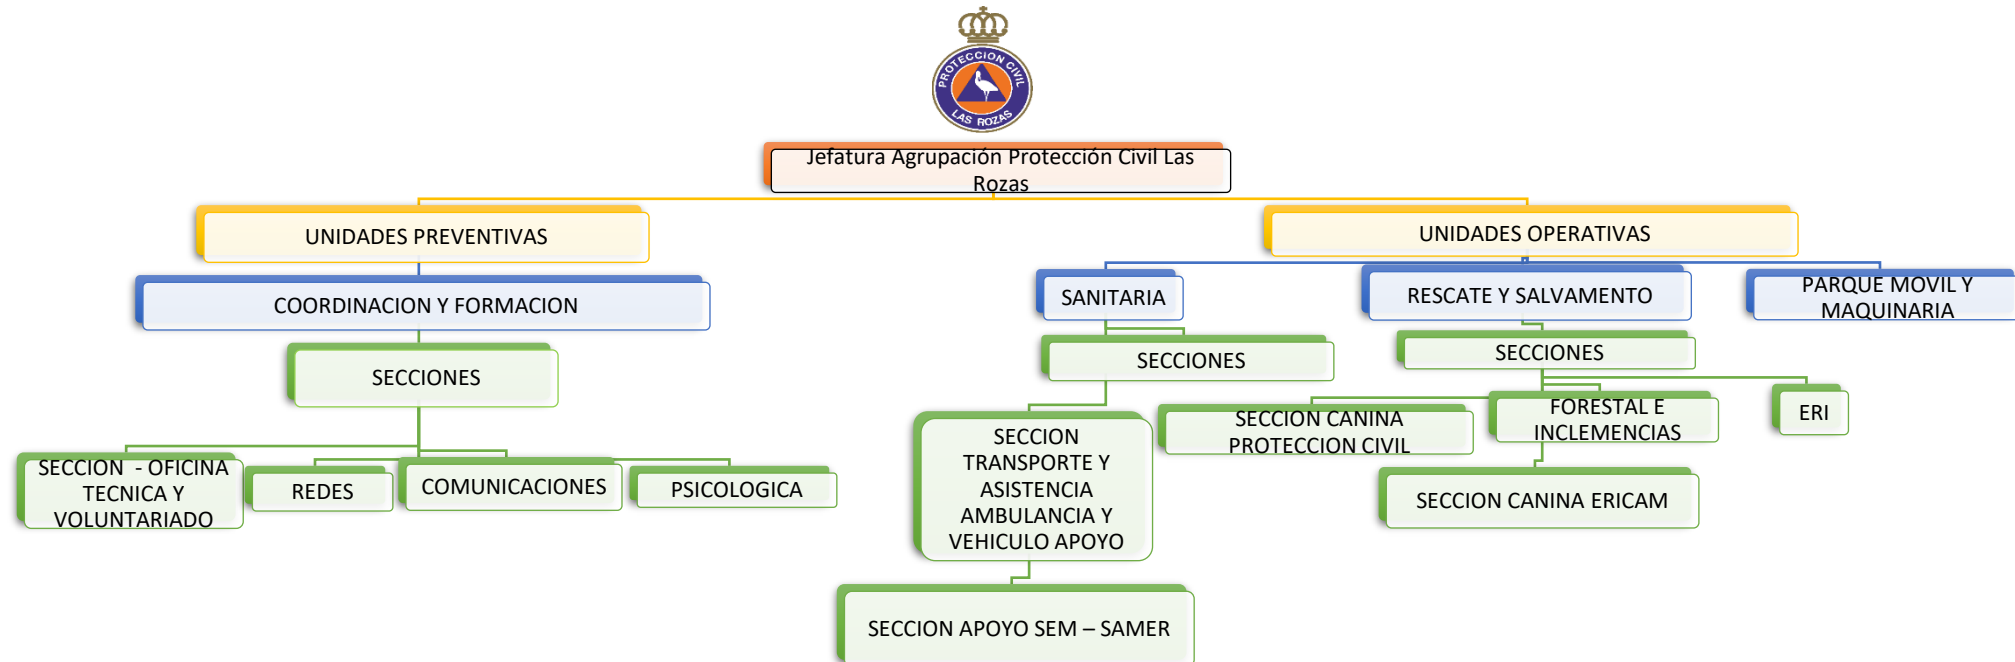 PROTECCION CIVIL
LAS ROZAS
Jefatura Agrupación Protección Civil Las
Rozas
UNIDADES PREVENTIVAS
UNIDADES OPERATIVAS
COORDINACION Y FORMACION
SANITARIA
RESCATE Y SALVAMENTO
PARQUE MOVIL Y
MAQUINARIA
SECCIONES
SECCIONES
SECCIONES
SECCION - OFICINA
TECNICA Y
VOLUNTARIADO
REDES
COMUNICACIONES
PSICOLOGICA
SECCION
TRANSPORTE Y
ASISTENCIA
AMBULANCIA Y
VEHICULO APOYO
SECCION CANINA
PROTECCION CIVIL
FORESTAL E
INCLEMENCIAS
ERI
SECCION CANINA ERICAM
SECCION APOYO SEM – SAMER